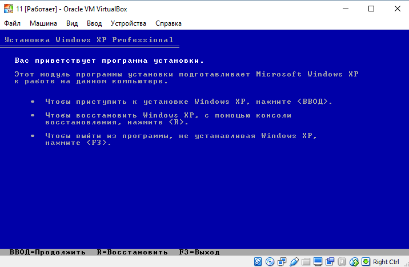 11 [Работает] - Oracle VM VirtualBox
Файл Машина Вид Ввод Устройства Справка
Установка Windows XP Professional
Вас приветствует программа установки.
Этот модуль программы установки подготавливает Microsoft Windows XP
к работе на данном компьютере.
• Чтобы приступить к установке Windows XP, нажмите <ВВОД>.
• Чтобы восстановить Windows XP, с помощью консоли
восстановления, нажмите <R>.
• Чтобы выйти из программы, не устанавливая Windows XP,
нажмите <F3>.
ВВОД=Продолжить R=Восстановить F3=Выход
Right Ctrl